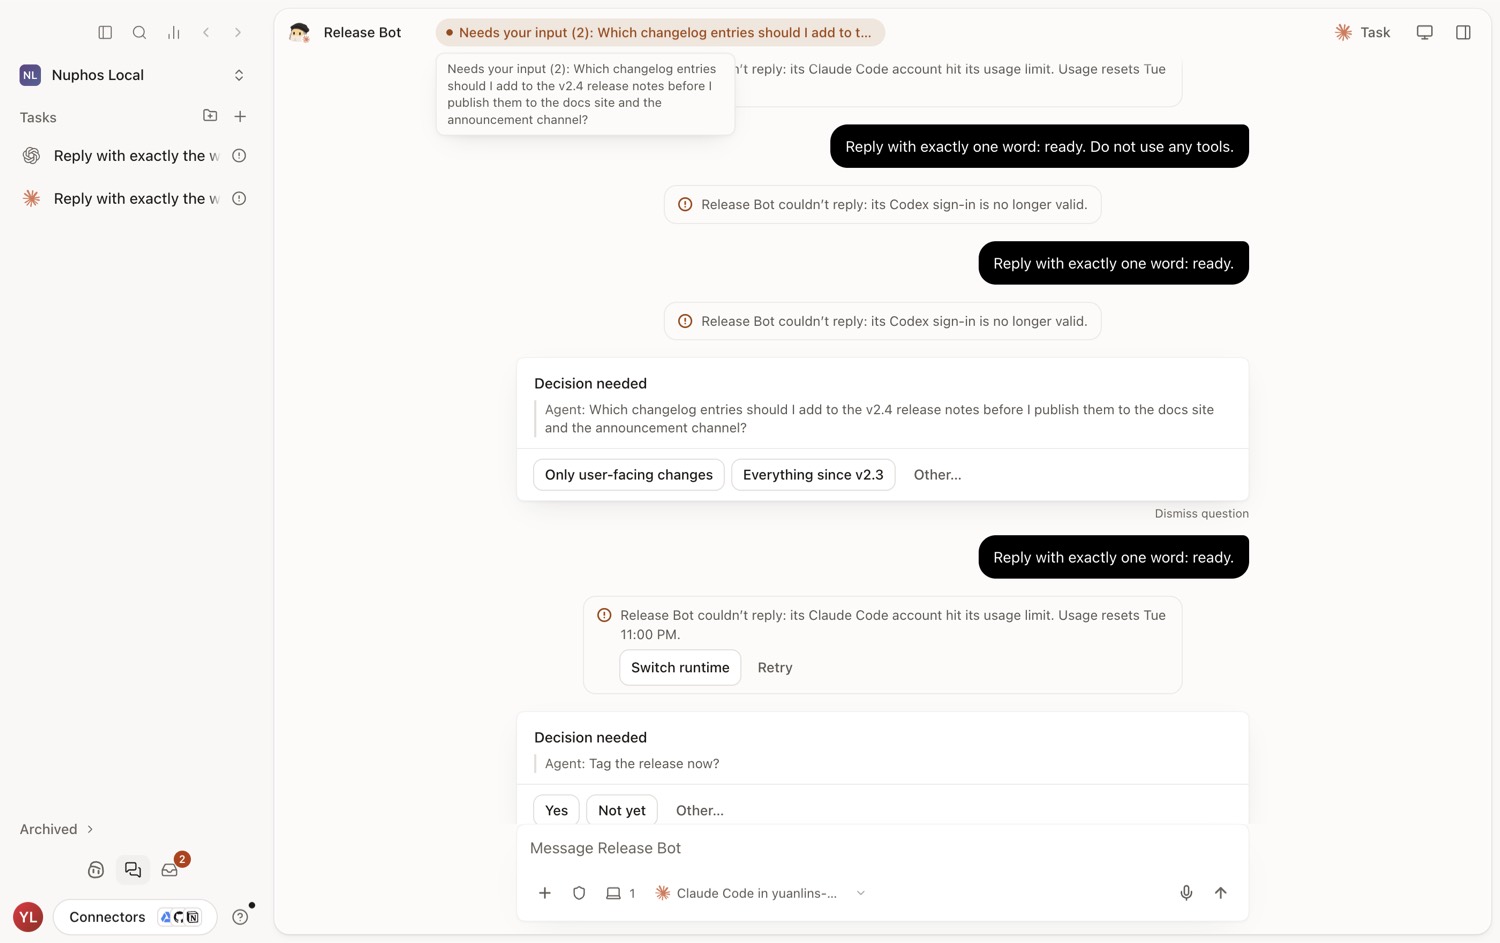 Release Bot
Needs your input (2): Which changelog entries should I add to t...
Task
NL
Nuphos Local
Needs your input (2): Which changelog entries
should I add to the v2.4 release notes before I
publish them to the docs site and the
announcement channel?
n't reply: its Claude Code account hit its usage limit. Usage resets Tue
Tasks
Reply with exactly the w
Reply with exactly the w
Reply with exactly one word: ready. Do not use any tools.
Release Bot couldn't reply: its Codex sign-in is no longer valid.
Reply with exactly one word: ready.
Release Bot couldn't reply: its Codex sign-in is no longer valid.
Decision needed
Agent: Which changelog entries should I add to the v2.4 release notes before I publish them to the docs site
and the announcement channel?
Only user-facing changes
Everything since v2.3
Other...
Dismiss question
Reply with exactly one word: ready.
Release Bot couldn't reply: its Claude Code account hit its usage limit. Usage resets Tue
11:00 PM.
Switch runtime
Retry
Decision needed
Agent: Tag the release now?
Yes
Not yet
Other...
Message Release Bot
1
Claude Code in yuanlins-...
Archived
2
YL
Connectors